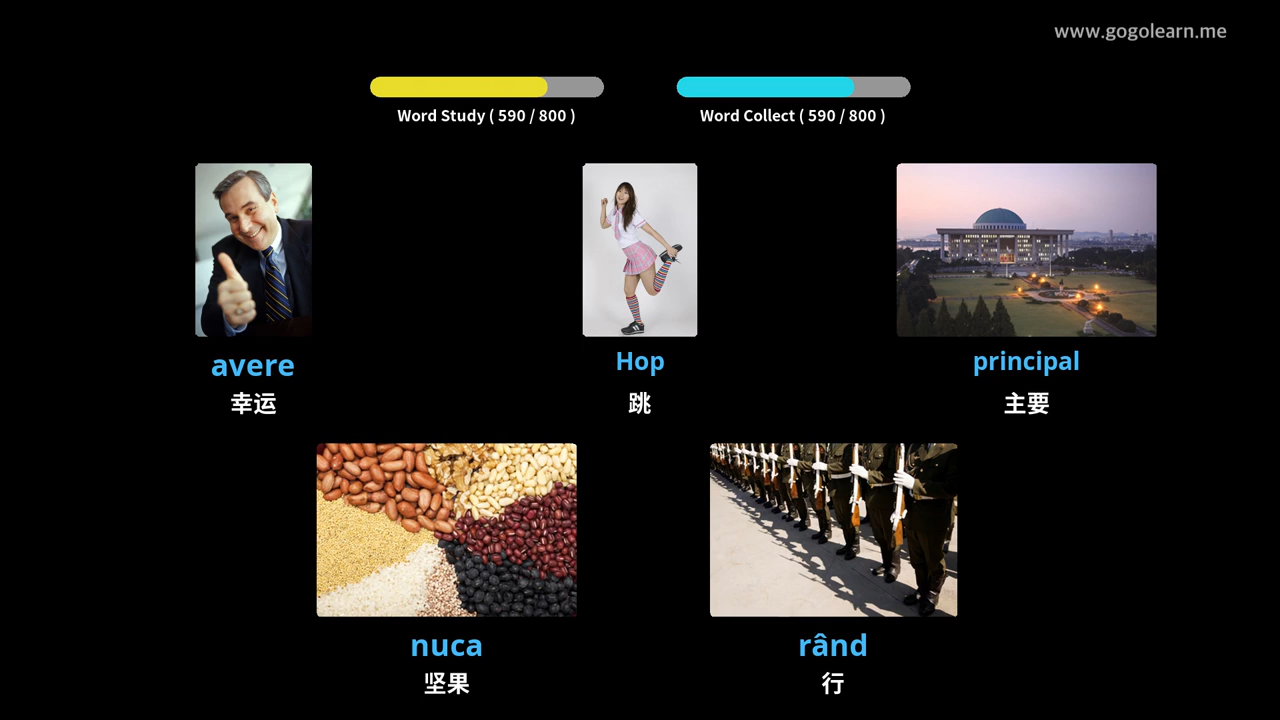 www.gogolearn.me
Word Study ( 590 / 800 )
Word Collect ( 590 / 800 )
avere
幸运
Hop
跳
principal
主要
nuca
坚果
rând
行